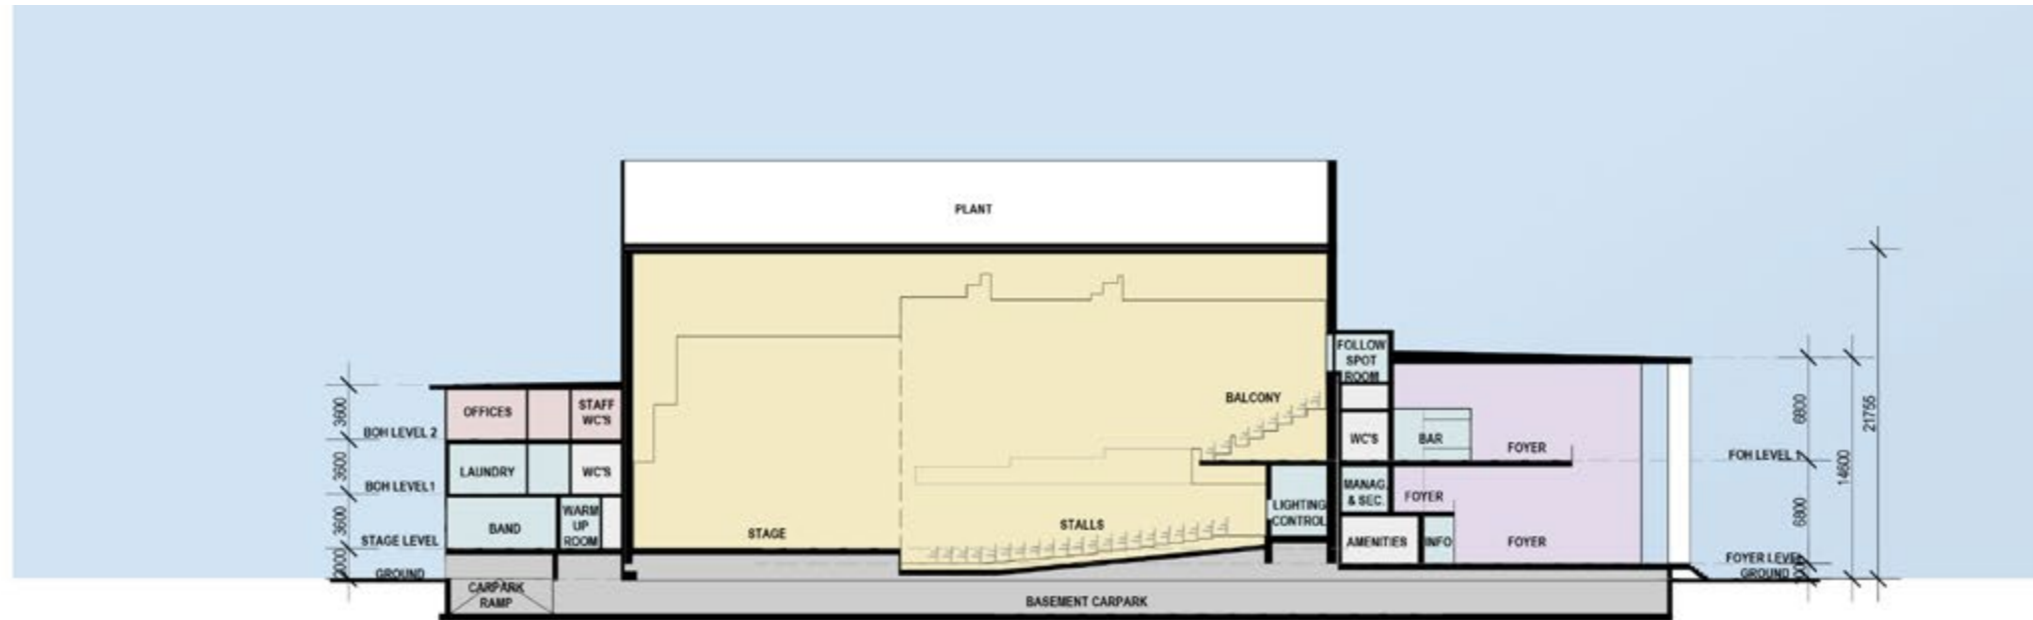 PLANT
FOLLOW
SPOT
ROOM
BALCONY
OFFICES
STAFF
WC'S
3600
BOH LEVEL 2
6800
21755
WC'S
BAR
FOYER
FOH LEVEL 1
LAUNDRY
WC'S
3600
BOH LEVEL1
14600
MANAG.
& SEC.
FOYER
LIGHTING
CONTROL
BAND
WARM
UP
ROOM
3600
STAGE LEVEL
STAGE
STALLS
AMENITIES
INFO
FOYER
6800
FOYER LEVEL
GROUND
GROUND
CARPARK
RAMP
BASEMENT CARPARK